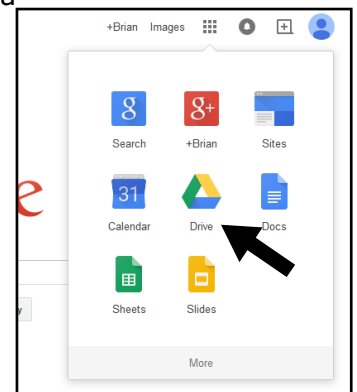 a
+Brian Images
g g+
Search +Brian Sites
31
Calendar Drive Docs
Sheets Slides
More
e
y